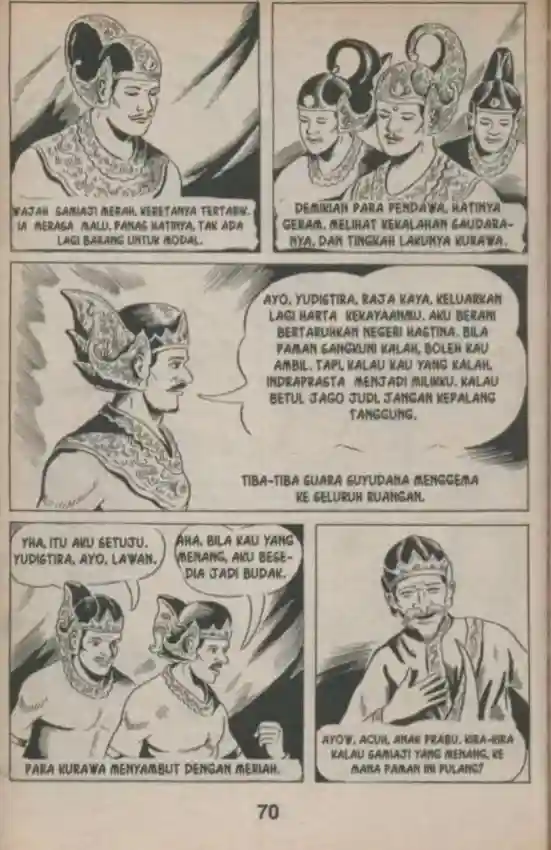 WAJAH SAMIAJI MERAH. KERETANYA TERTARIK.
IA MERASA MALU, PANAS HATINYA, TAK ADA
LAGI BARANG UNTUK MODAL.
DEMIKIAN PARA PENDAWA, HATINYA
GERAM, MELIHAT KEKALAHAN SAUDARA-
NYA, DAN TINGKAH LAKUNYA KURAWA.
AYO, YUDISTIRA, RAJA KAYA, KELUARKAN
LAGI HARTA KEKAYAANMU. AKU BERANI
BERTARUHKAN NEGERI HASTINA. BILA
PAMAN SANGKUNI KALAH, BOLEH KAU
AMBIL. TAPI, KALAU KAU YANG KALAH,
INDRAPRASTA MENJADI MILIKKU. KALAU
BETUL JAGO JUDI, JANGAN KEPALANG
TANGGUNG.
TIBA-TIBA SUARA SUYUDANA MENGGEMA
KE SELURUH RUANGAN.
YHA, ITU AKU SETUJU.
YUDISTIRA, AYO, LAWAN.
AHA, BILA KAU YANG
MENANG, AKU BERSE-
DIA JADI BUDAK.
PARA KURAWA MENYAMBUT DENGAN MERIAH.
AYOW, ACUH, ANAK PRABU, KIRA-KIRA
KALAU SAMIAJI YANG MENANG, KE
MANA PAMAN INI PULANG?
70